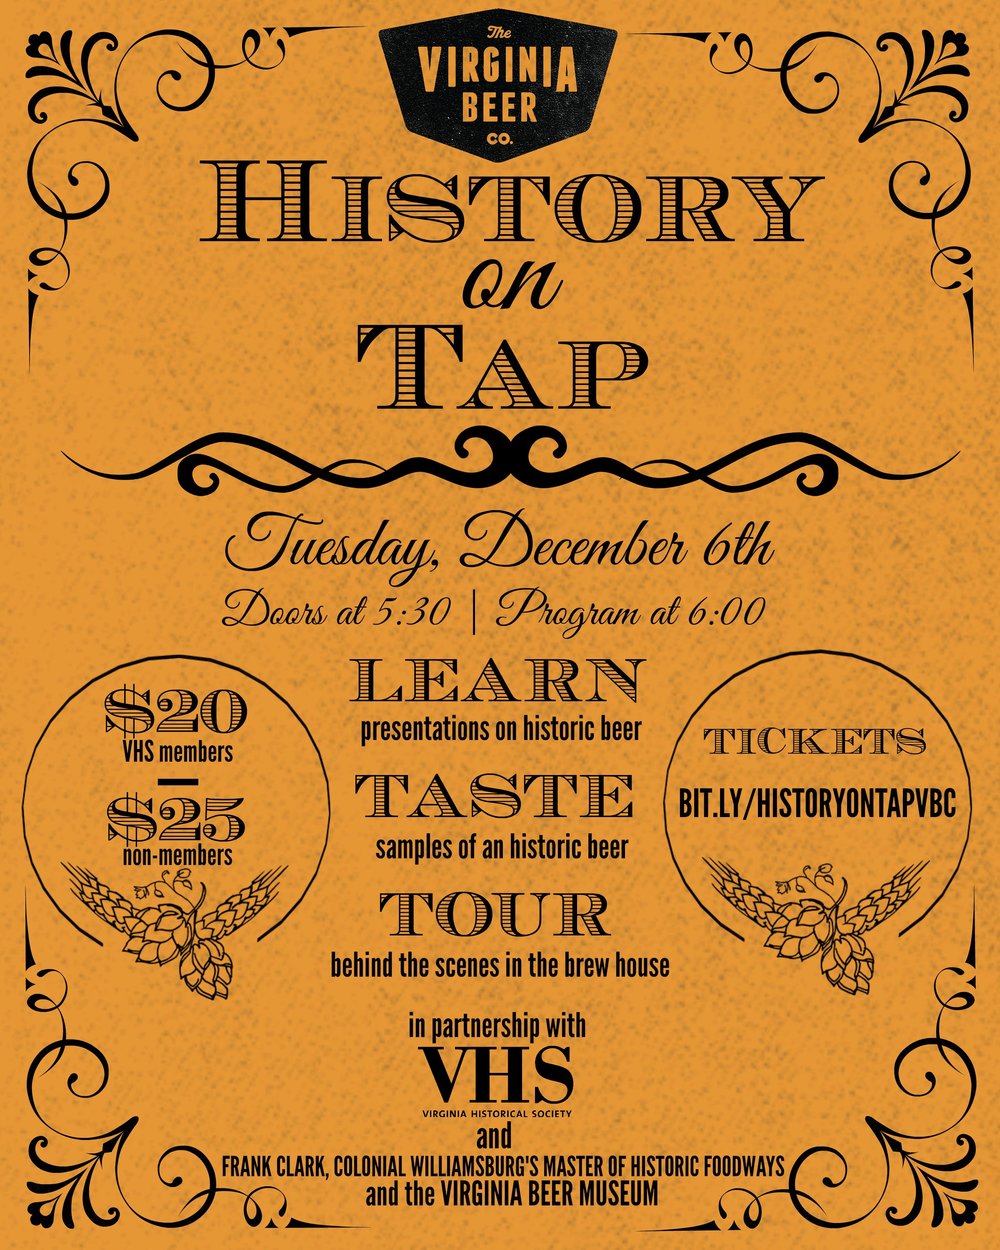 The
VIRGINIA
BEER
CO.
HISTORY
on
TAP
Tuesday, December 6th
Doors at 5:30 | Program at 6:00
$20
VHS members
$25
non-members
LEARN
presentations on historic beer
TASTE
samples of an historic beer
TOUR
behind the scenes in the brew house
TICKETS
BIT.LY/HISTORYONTAPVBC
in partnership with
VHS
VIRGINIA HISTORICAL SOCIETY
and
FRANK CLARK, COLONIAL WILLIAMSBURG'S MASTER OF HISTORIC FOODWAYS
and the VIRGINIA BEER MUSEUM